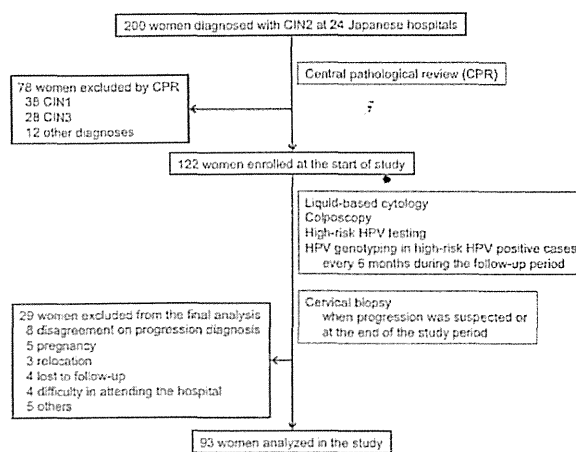 200 women diagnosed with CIN2 at 24 Japanese hospitals
Central pathological review (CPR)
78 women excluded by CPR
38 CIN1
28 CIN3
12 other diagnoses
122 women enrolled at the start of study
Liquid-based cytology
Colposcopy
High-risk HPV testing
HPV genotyping in high-risk HPV positive cases
every 6 months during the follow-up period
29 women excluded from the final analysis
8 disagreement on progression diagnosis
5 pregnancy
3 relocation
4 lost to follow-up
4 difficulty in attending the hospital
5 others
Cervical biopsy
when progression was suspected or
at the end of the study period
93 women analyzed in the study